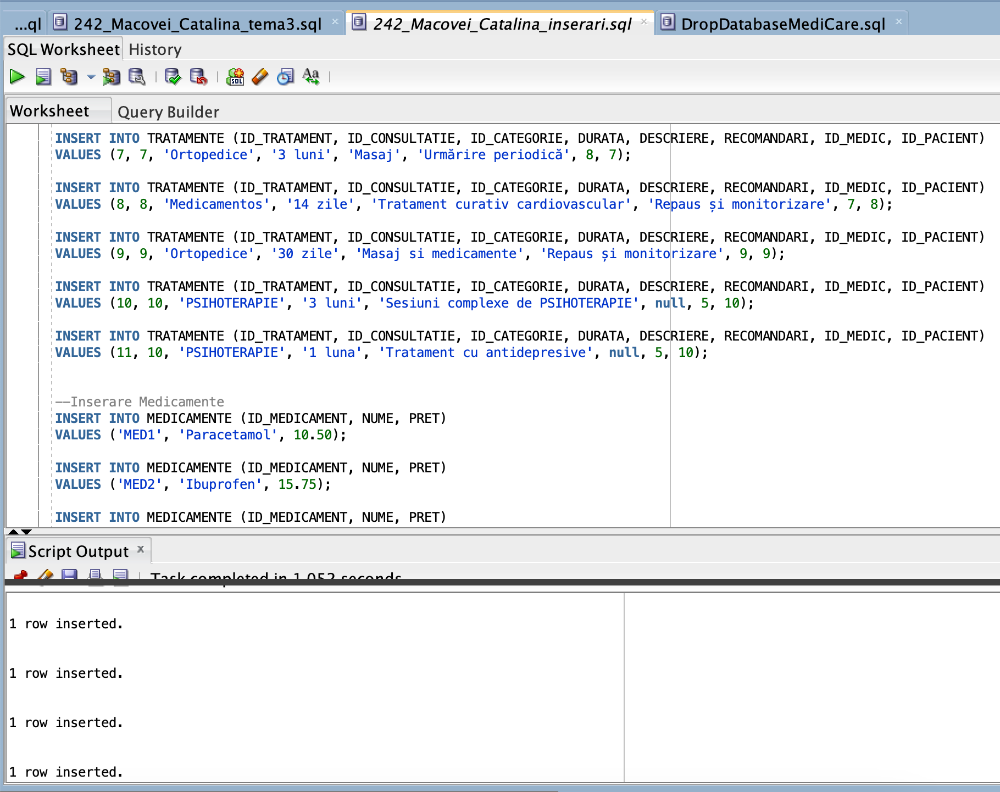 ...ql 242_Macovei_Catalina_tema3.sql 242_Macovei_Catalina_inserari.sql DropDatabaseMediCare.sql
SQL Worksheet History
SQL Aa
Worksheet Query Builder
INSERT INTO TRATAMENTE (ID_TRATAMENT, ID_CONSULTATIE, ID_CATEGORIE, DURATA, DESCRIERE, RECOMANDARI, ID_MEDIC, ID_PACIENT)
VALUES (7, 7, 'Ortopedice', '3 luni', 'Masaj', 'Urmărire periodică', 8, 7);
INSERT INTO TRATAMENTE (ID_TRATAMENT, ID_CONSULTATIE, ID_CATEGORIE, DURATA, DESCRIERE, RECOMANDARI, ID_MEDIC, ID_PACIENT)
VALUES (8, 8, 'Medicamentos', '14 zile', 'Tratament curativ cardiovascular', 'Repaus și monitorizare', 7, 8);
INSERT INTO TRATAMENTE (ID_TRATAMENT, ID_CONSULTATIE, ID_CATEGORIE, DURATA, DESCRIERE, RECOMANDARI, ID_MEDIC, ID_PACIENT)
VALUES (9, 9, 'Ortopedice', '30 zile', 'Masaj si medicamente', 'Repaus și monitorizare', 9, 9);
INSERT INTO TRATAMENTE (ID_TRATAMENT, ID_CONSULTATIE, ID_CATEGORIE, DURATA, DESCRIERE, RECOMANDARI, ID_MEDIC, ID_PACIENT)
VALUES (10, 10, 'PSIHOTERAPIE', '3 luni', 'Sesiuni complexe de PSIHOTERAPIE', null, 5, 10);
INSERT INTO TRATAMENTE (ID_TRATAMENT, ID_CONSULTATIE, ID_CATEGORIE, DURATA, DESCRIERE, RECOMANDARI, ID_MEDIC, ID_PACIENT)
VALUES (11, 10, 'PSIHOTERAPIE', '1 luna', 'Tratament cu antidepresive', null, 5, 10);
--Inserare Medicamente
INSERT INTO MEDICAMENTE (ID_MEDICAMENT, NUME, PRET)
VALUES ('MED1', 'Paracetamol', 10.50);
INSERT INTO MEDICAMENTE (ID_MEDICAMENT, NUME, PRET)
VALUES ('MED2', 'Ibuprofen', 15.75);
INSERT INTO MEDICAMENTE (ID_MEDICAMENT, NUME, PRET)
Script Output
Task completed in 1.052 seconds
1 row inserted.
1 row inserted.
1 row inserted.
1 row inserted.